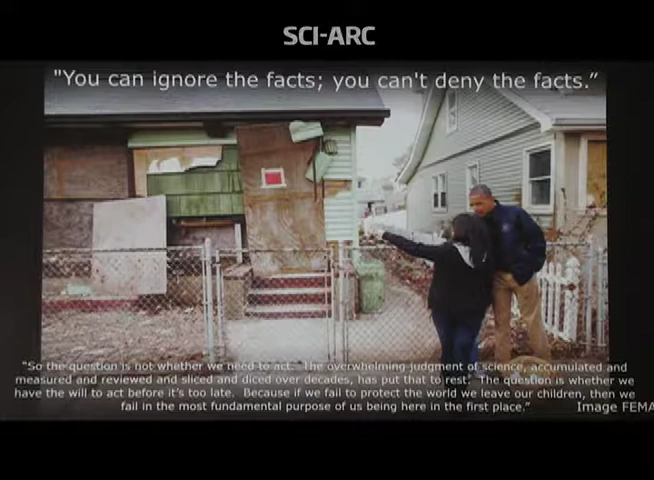 SCI-ARC
"You can ignore the facts; you can't deny the facts.”
“So the question is not whether we need to act. The overwhelming judgment of science, accumulated and
measured and reviewed and sliced and diced over decades, has put that to rest. The question is whether we
have the will to act before it's too late. Because if we fail to protect the world we leave our children, then we
fail in the most fundamental purpose of us being here in the first place.”
Image FEMA